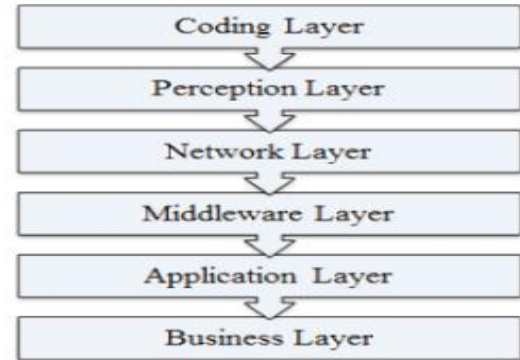 Coding Layer
Perception Layer
Network Layer
Middleware Layer
Application Layer
Business Layer